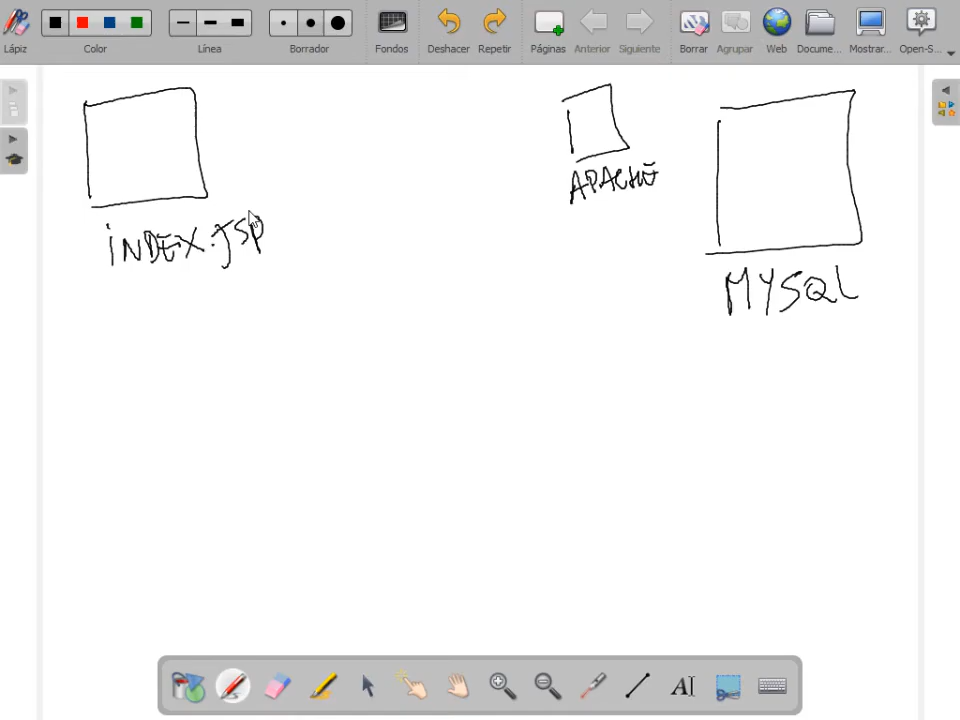 Lápiz
Color
Línea
Borrador
Fondos
Deshacer
Repetir
Páginas
Anterior
Siguiente
Borrar
Agrupar
Web
Docume...
Mostrar...
Open-S...
iNDEX.JSP
APACHE
MYSQL
AI